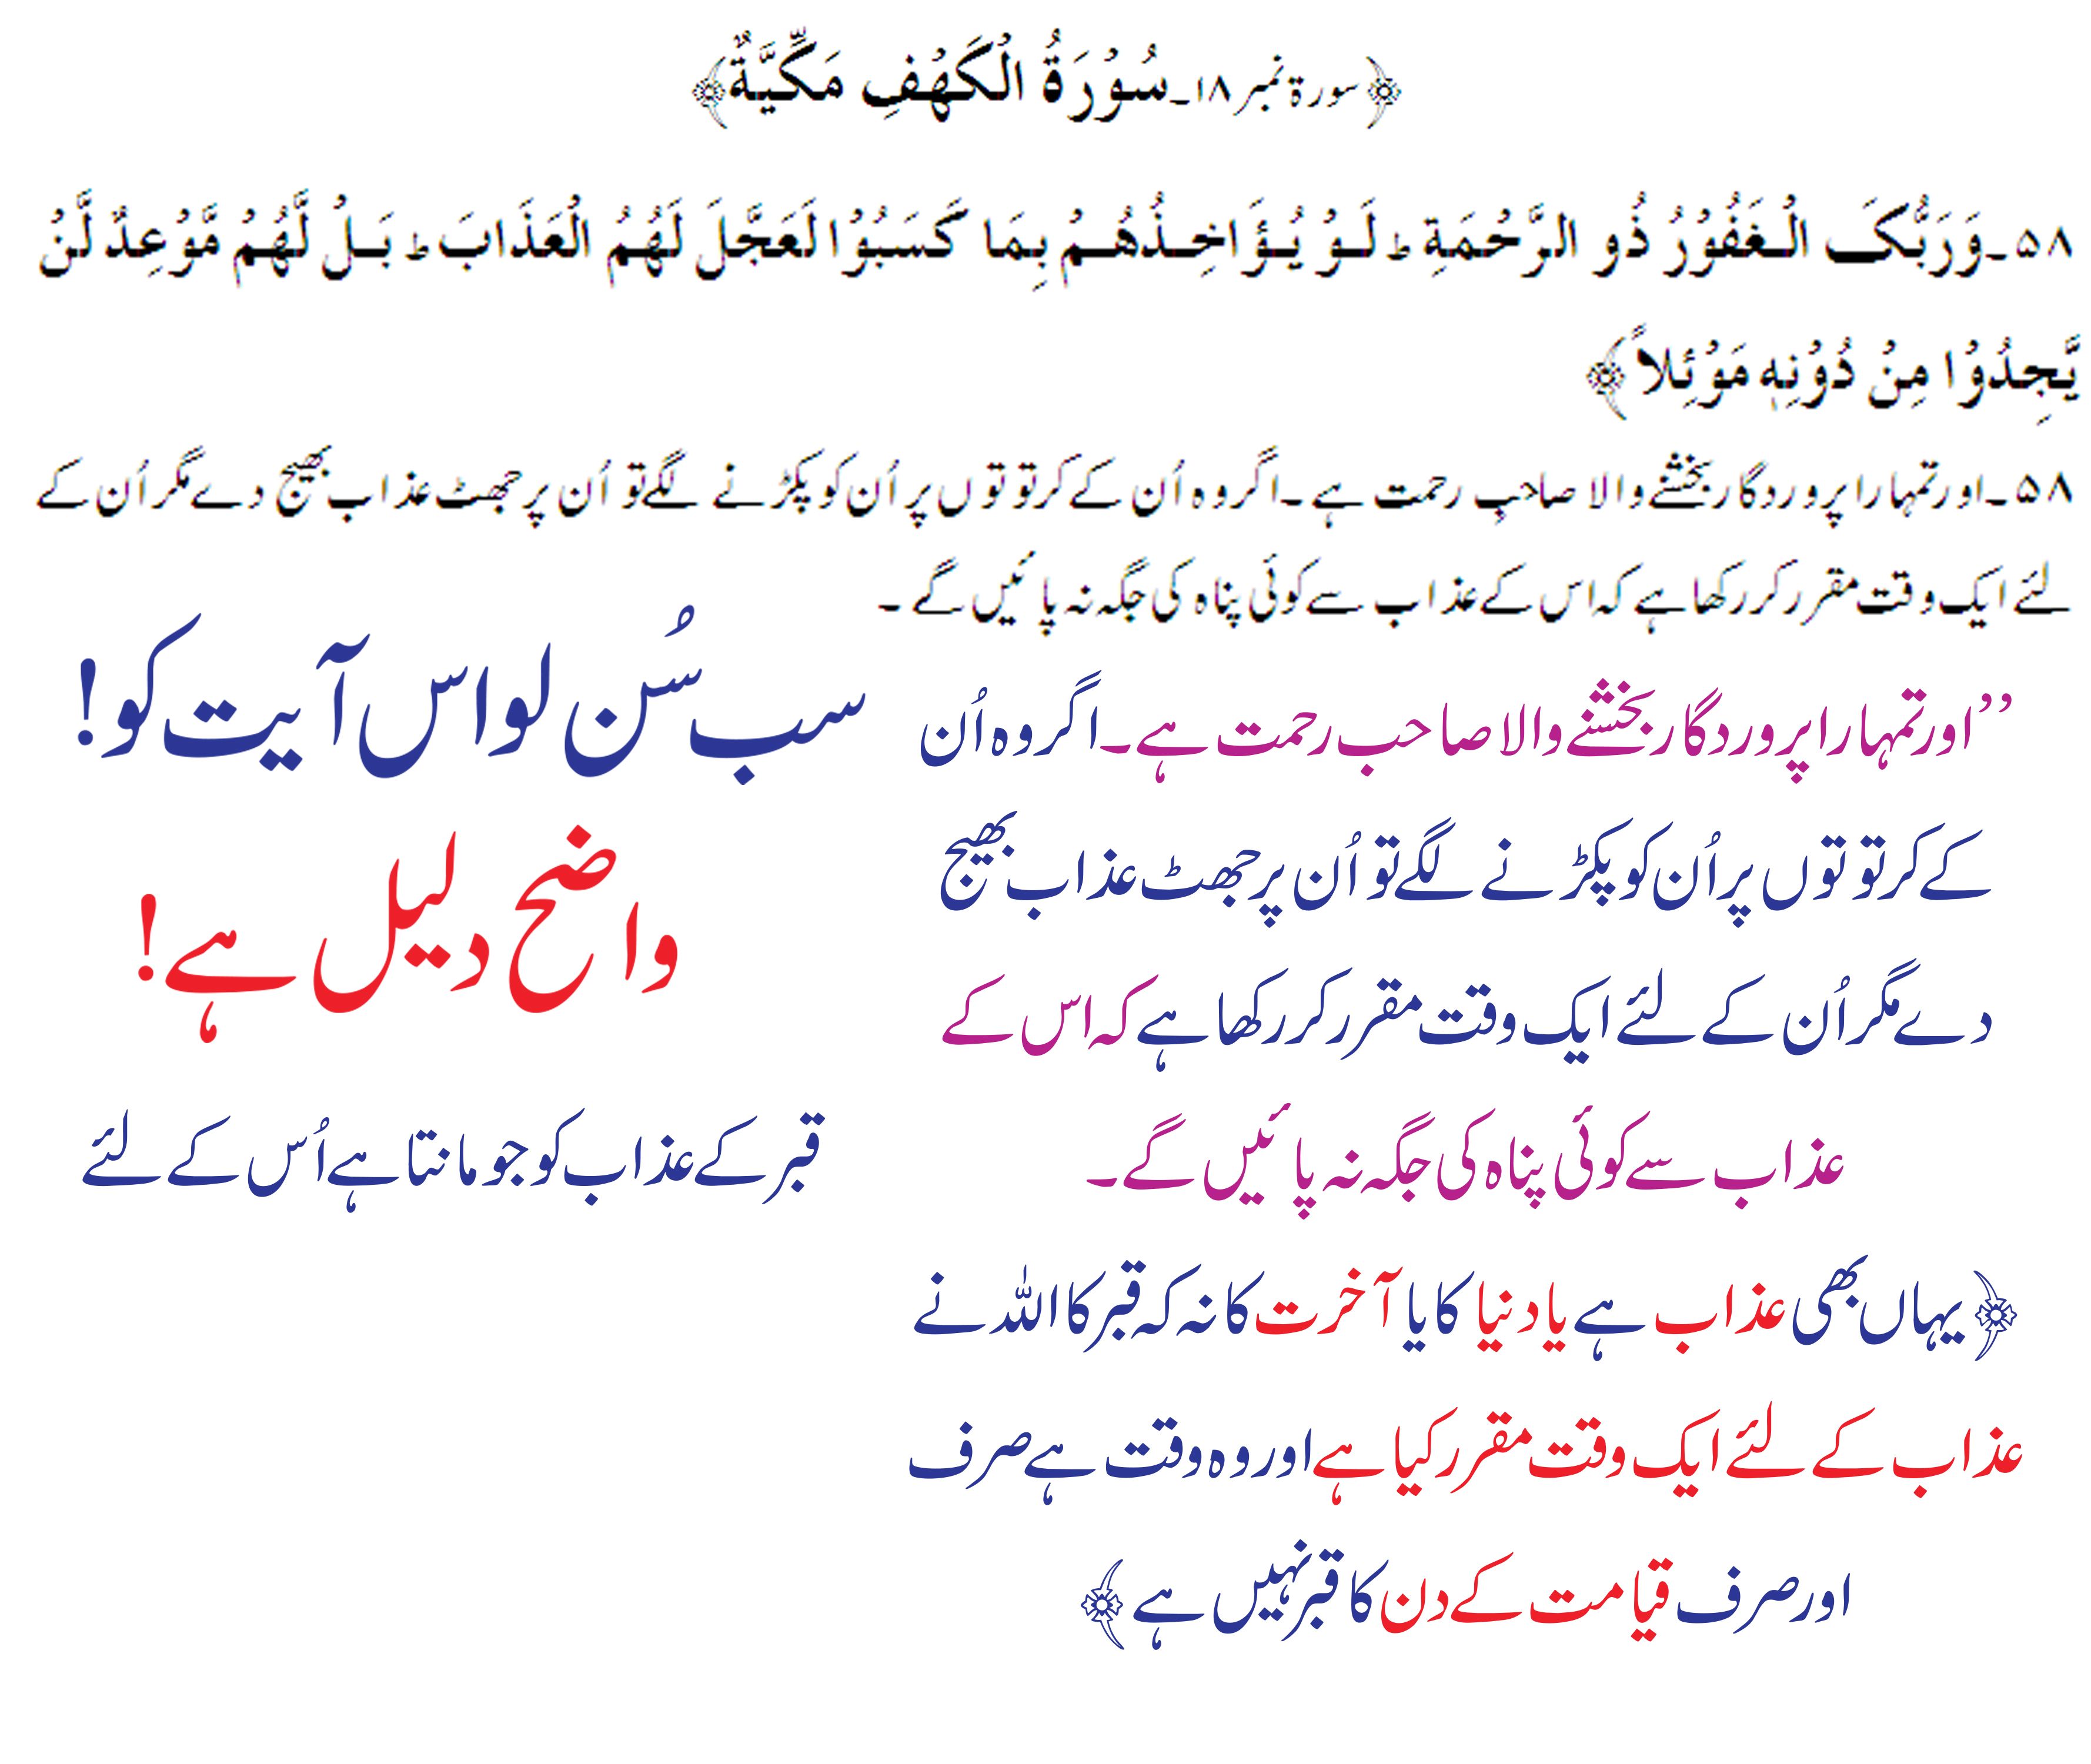 ﴿سورۃ نمبر ۱۸۔سُوْرَۃُ الْکَہْفِ مَکِّیَّۃٌ﴾
۵۸۔وَرَبُّکَ الْغَفُوْرُ ذُو الرَّحْمَۃِ ط لَوْ یُؤَاخِذُھُمْ بِمَا کَسَبُوْا لَعَجَّلَ لَھُمُ الْعَذَابَ ط بَلْ لَّھُمْ مَّوْعِدٌ لَّنْ
یَّجِدُوْا مِنْ دُوْنِہٖ مَوْئِلاً﴾
۵۸۔اور تمہارا پروردگار بخشنے والا صاحبِ رحمت ہے ۔اگر وہ اُن کے کرتوتوں پر اُن کو پکڑنے لگے تو اُن پر جھٹ عذاب بھیج دے مگر اُن کے
لئے ایک وقت مقرر کر رکھا ہے کہ اس کے عذاب سے کوئی پناہ کی جگہ نہ پائیں گے ۔
سب سُن لو اس آیت کو!
واضح دلیل ہے!
’’اور تمہارا پروردگار بخشنے والا صاحب رحمت ہے۔اگر وہ اُن
کے کرتوتوں پر اُن کو پکڑنے لگے تو اُن پر جھٹ عذاب بھیج
دے مگر اُن کے لئے ایک وقت مقرر کر رکھا ہے کہ اِس کے
عذاب سے کوئی پناہ کی جگہ نہ پائیں گے۔
قبر کے عذاب کو جو مانتا ہے اُس کے لئے
﴿یہاں بھی عذاب ہے یا دنیا کا یا آخرت کا نہ کہ قبر کا اللہ نے
عذاب کے لئے ایک وقت مقرر کیا ہے اور وہ وقت ہے صرف
اور صرف قیامت کے دن کا قبر نہیں ہے﴾